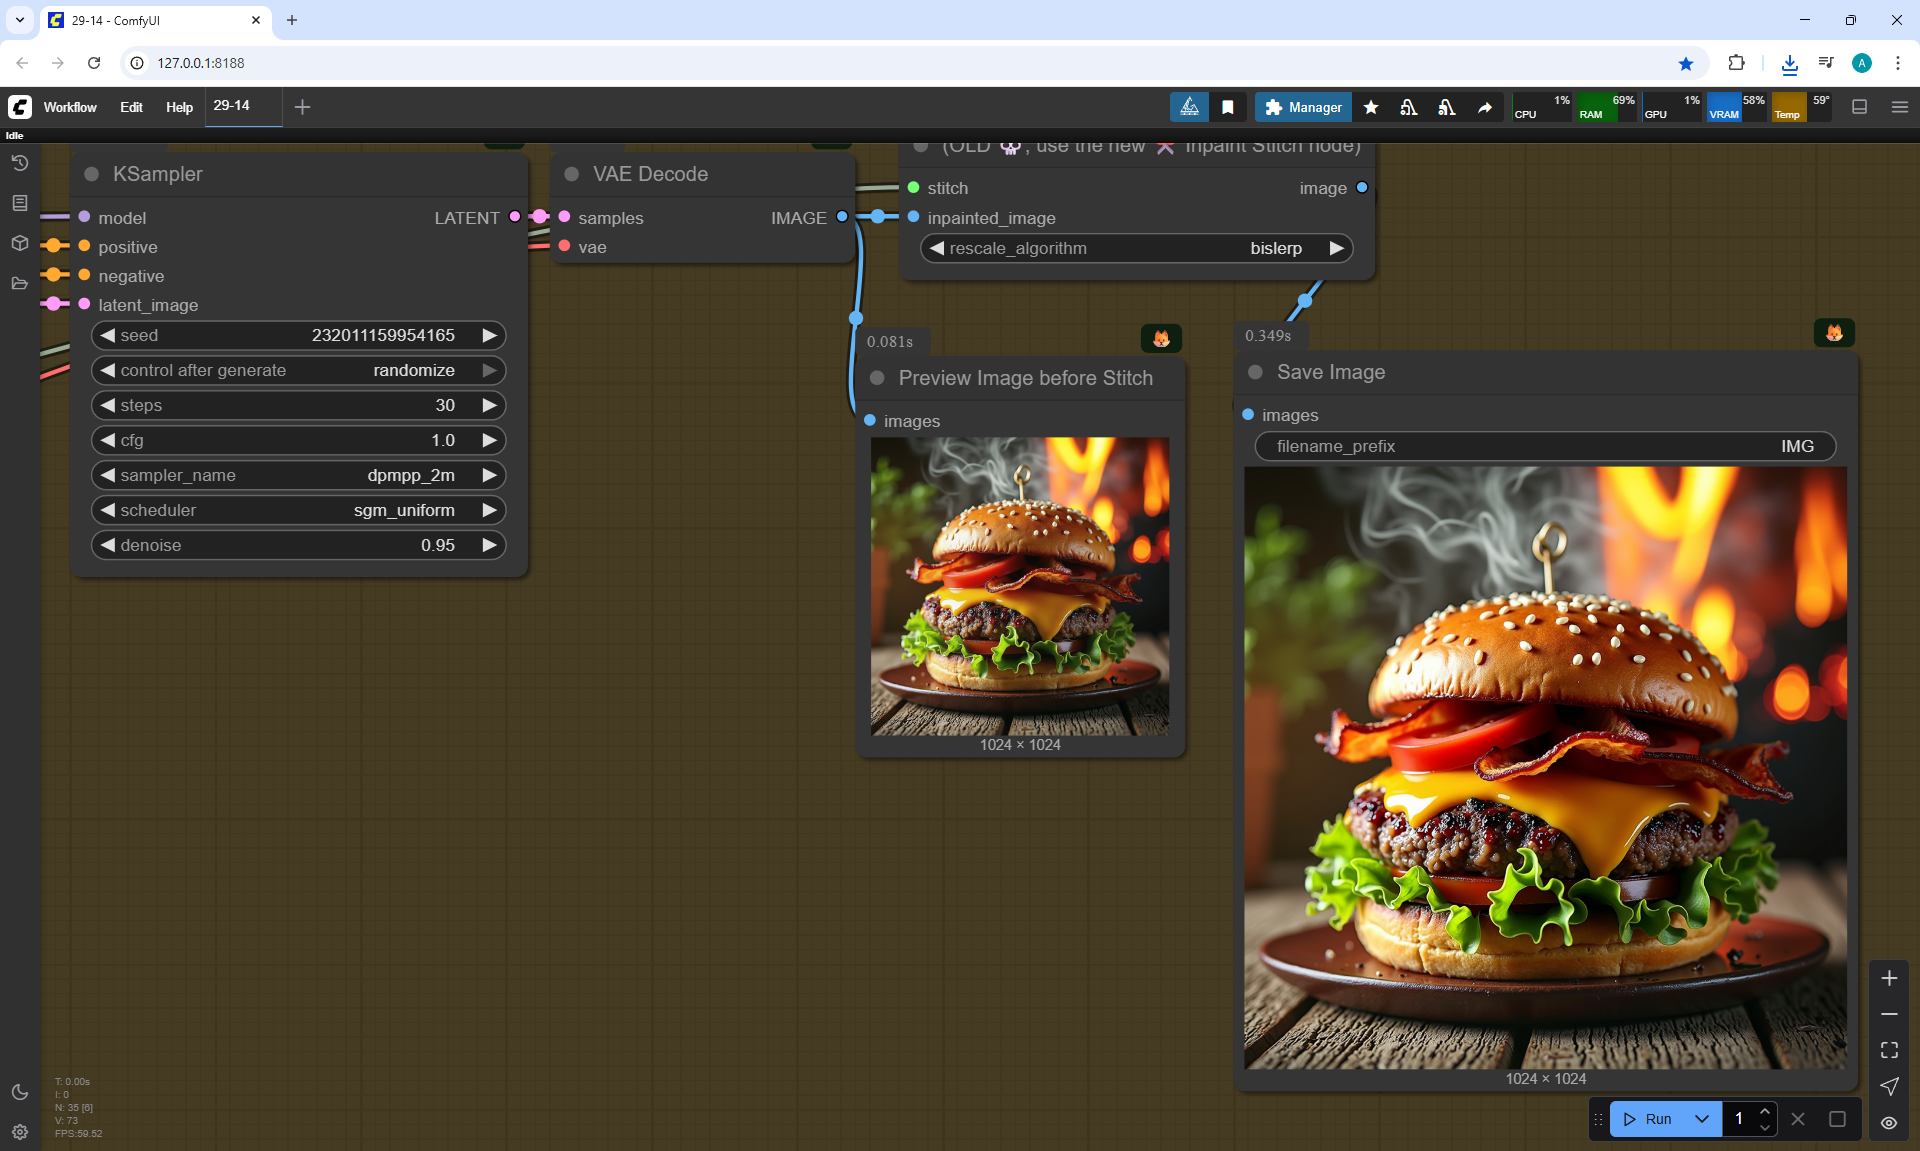 29-14 - ComfyUI
127.0.0.1:8188
A
Workflow
Edit
Help
29-14
Manager
CPU 1%
RAM 69%
GPU 1%
VRAM 58%
Temp 59°
Idle
KSampler
model
LATENT
positive
negative
latent_image
seed 232011159954165
control after generate randomize
steps 30
cfg 1.0
sampler_name dpmpp_2m
scheduler sgm_uniform
denoise 0.95
VAE Decode
samples
IMAGE
vae
(OLD 💀, use the new ✂️ Inpaint Stitch node)
stitch
image
inpainted_image
rescale_algorithm bislerp
0.081s
Preview Image before Stitch
images
1024 × 1024
0.349s
Save Image
images
filename_prefix IMG
1024 × 1024
T: 0.00s
I: 0
N: 35 [6]
V: 73
FPS:59.52
Run
1